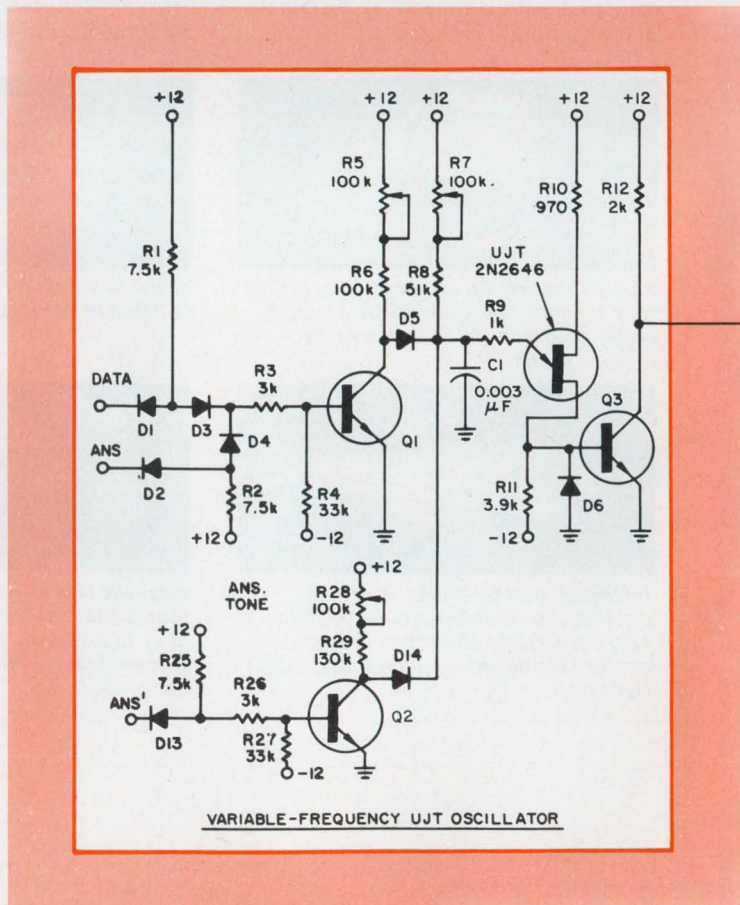 +12
+12
+12
+12
+12
R5
100k
R7
100k.
R10
970
R12
2k
R1
7.5k
R6
100k
R8
51k
UJT
2N2646
D5
R9
1k
C1
0.003
μF
DATA
D1
D3
R3
3k
Q1
Q3
ANS
D2
D4
R2
7.5k
+12
R4
33k
-12
R11
3.9k
-12
D6
ANS.
TONE
+12
R28
100k
+12
R25
7.5k
R29
130k
D14
ANS'
D13
R26
3k
Q2
R27
33k
-12
VARIABLE-FREQUENCY UJT OSCILLATOR